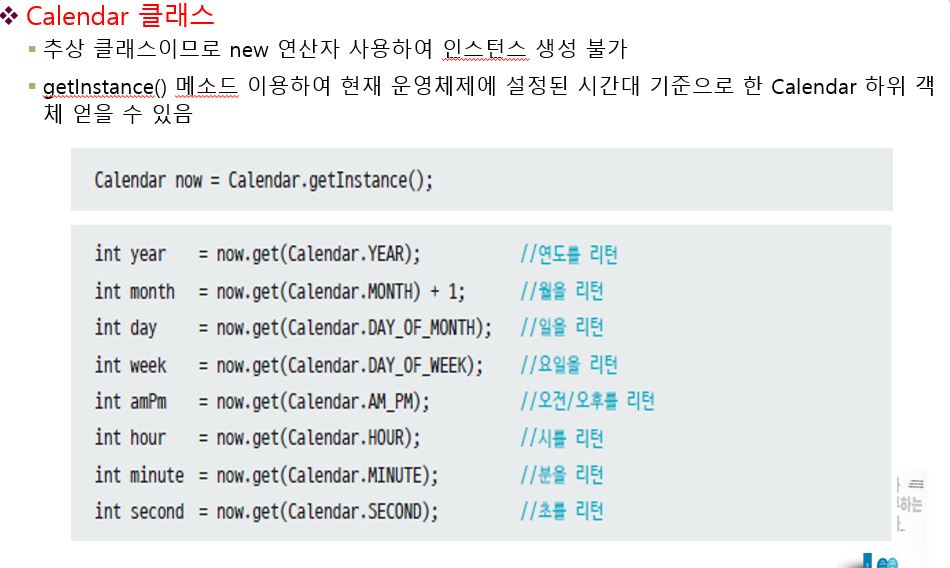 ❖ Calendar 클래스
▪ 추상 클래스이므로 new 연산자 사용하여 인스턴스 생성 불가
▪ getInstance() 메소드 이용하여 현재 운영체제에 설정된 시간대 기준으로 한 Calendar 하위 객
체 얻을 수 있음
Calendar now = Calendar.getInstance();
int year = now.get(Calendar.YEAR); //연도를 리턴
int month = now.get(Calendar.MONTH) + 1; //월을 리턴
int day = now.get(Calendar.DAY_OF_MONTH); //일을 리턴
int week = now.get(Calendar.DAY_OF_WEEK); //요일을 리턴
int amPm = now.get(Calendar.AM_PM); //오전/오후를 리턴
int hour = now.get(Calendar.HOUR); //시를 리턴
int minute = now.get(Calendar.MINUTE); //분을 리턴
int second = now.get(Calendar.SECOND); //초를 리턴